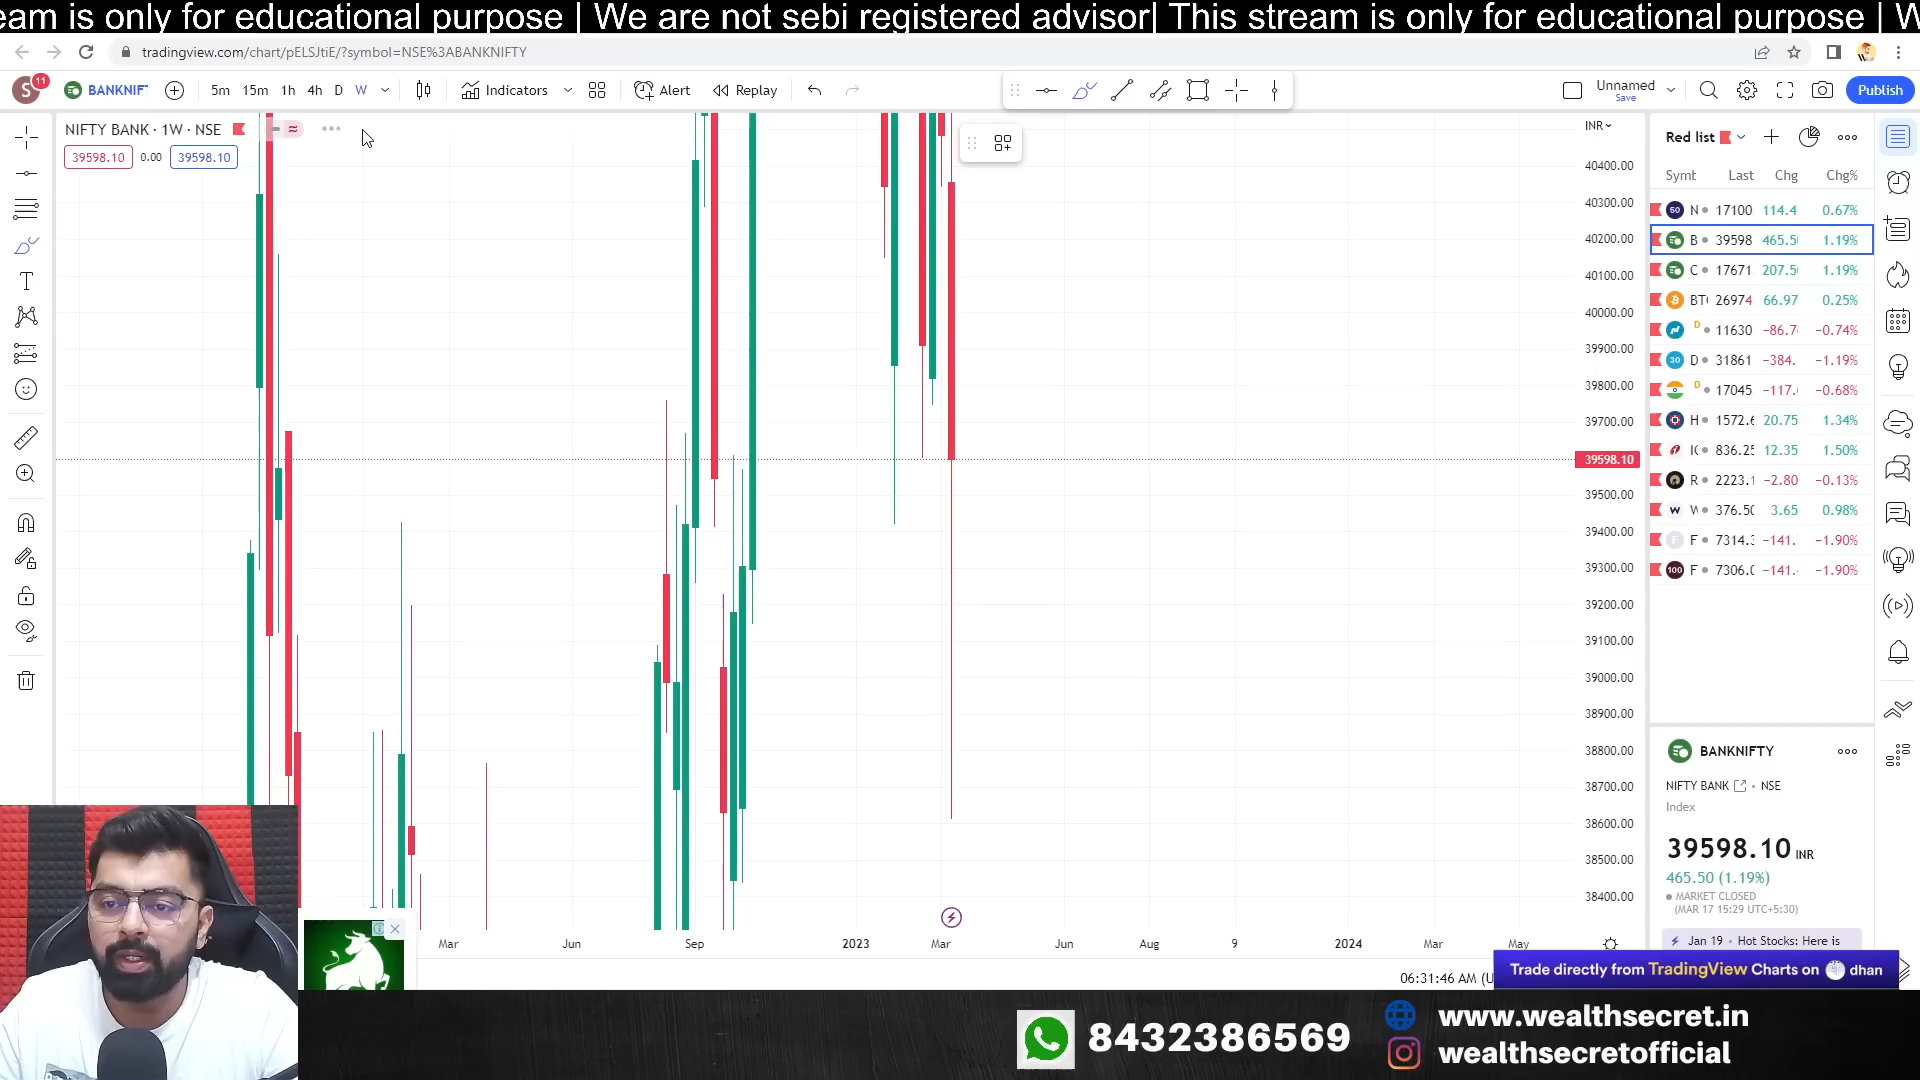 eam is only for educational purpose | We are not sebi registered advisor| This stream is only for educational purpose | W
tradingview.com/chart/pELSJtiE/?symbol=NSE%3ABANKNIFTY
S 11 BANKNIF 5m 15m 1h 4h D W Indicators Alert Replay Unnamed Save Publish
NIFTY BANK · 1W · NSE
39598.10 0.00 39598.10
INR
40400.00
40300.00
40200.00
40100.00
40000.00
39900.00
39800.00
39700.00
39598.10
39500.00
39400.00
39300.00
39200.00
39100.00
39000.00
38900.00
38800.00
38700.00
38600.00
38500.00
38400.00
Mar Jun Sep 2023 Mar Jun Aug 9 2024 Mar May
06:31:46 AM (U
Red list
Symt Last Chg Chg%
50 N 17100 114.4 0.67%
B 39598 465.5 1.19%
C 17671. 207.5 1.19%
BT 26974 66.97 0.25%
D 11630 −86.7 −0.74%
30 D 31861 −384. −1.19%
D 17045 −117. −0.68%
H 1572.6 20.75 1.34%
IC 836.25 12.35 1.50%
R 2223.1 −2.80 −0.13%
W 376.50 3.65 0.98%
F F 7314.3 −141. −1.90%
100 F 7306.0 −141. −1.90%
BANKNIFTY
NIFTY BANK · NSE
Index
39598.10 INR
465.50 (1.19%)
MARKET CLOSED
(MAR 17 15:29 UTC+5:30)
Jan 19 · Hot Stocks: Here is
Trade directly from TradingView Charts on dhan
8432386569
www.wealthsecret.in
wealthsecretofficial